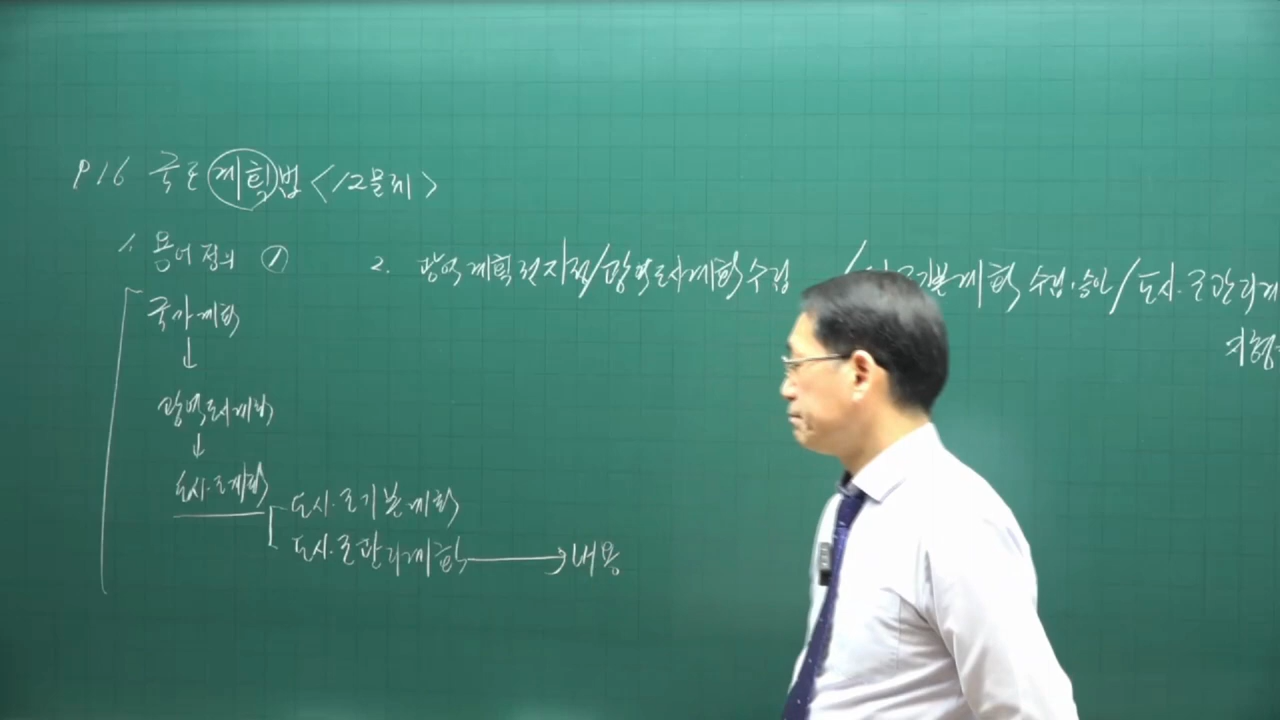 P16 국토계획법 <12문제>
1. 용어정의 ①
2. 광역계획권지정/광역도시계획수립 /기본계획 수립·승인/도시·군관리계
지형
국가계획
↓
광역도시계획
↓
도시·군계획
도시·군기본계획
도시·군관리계획 → 내용